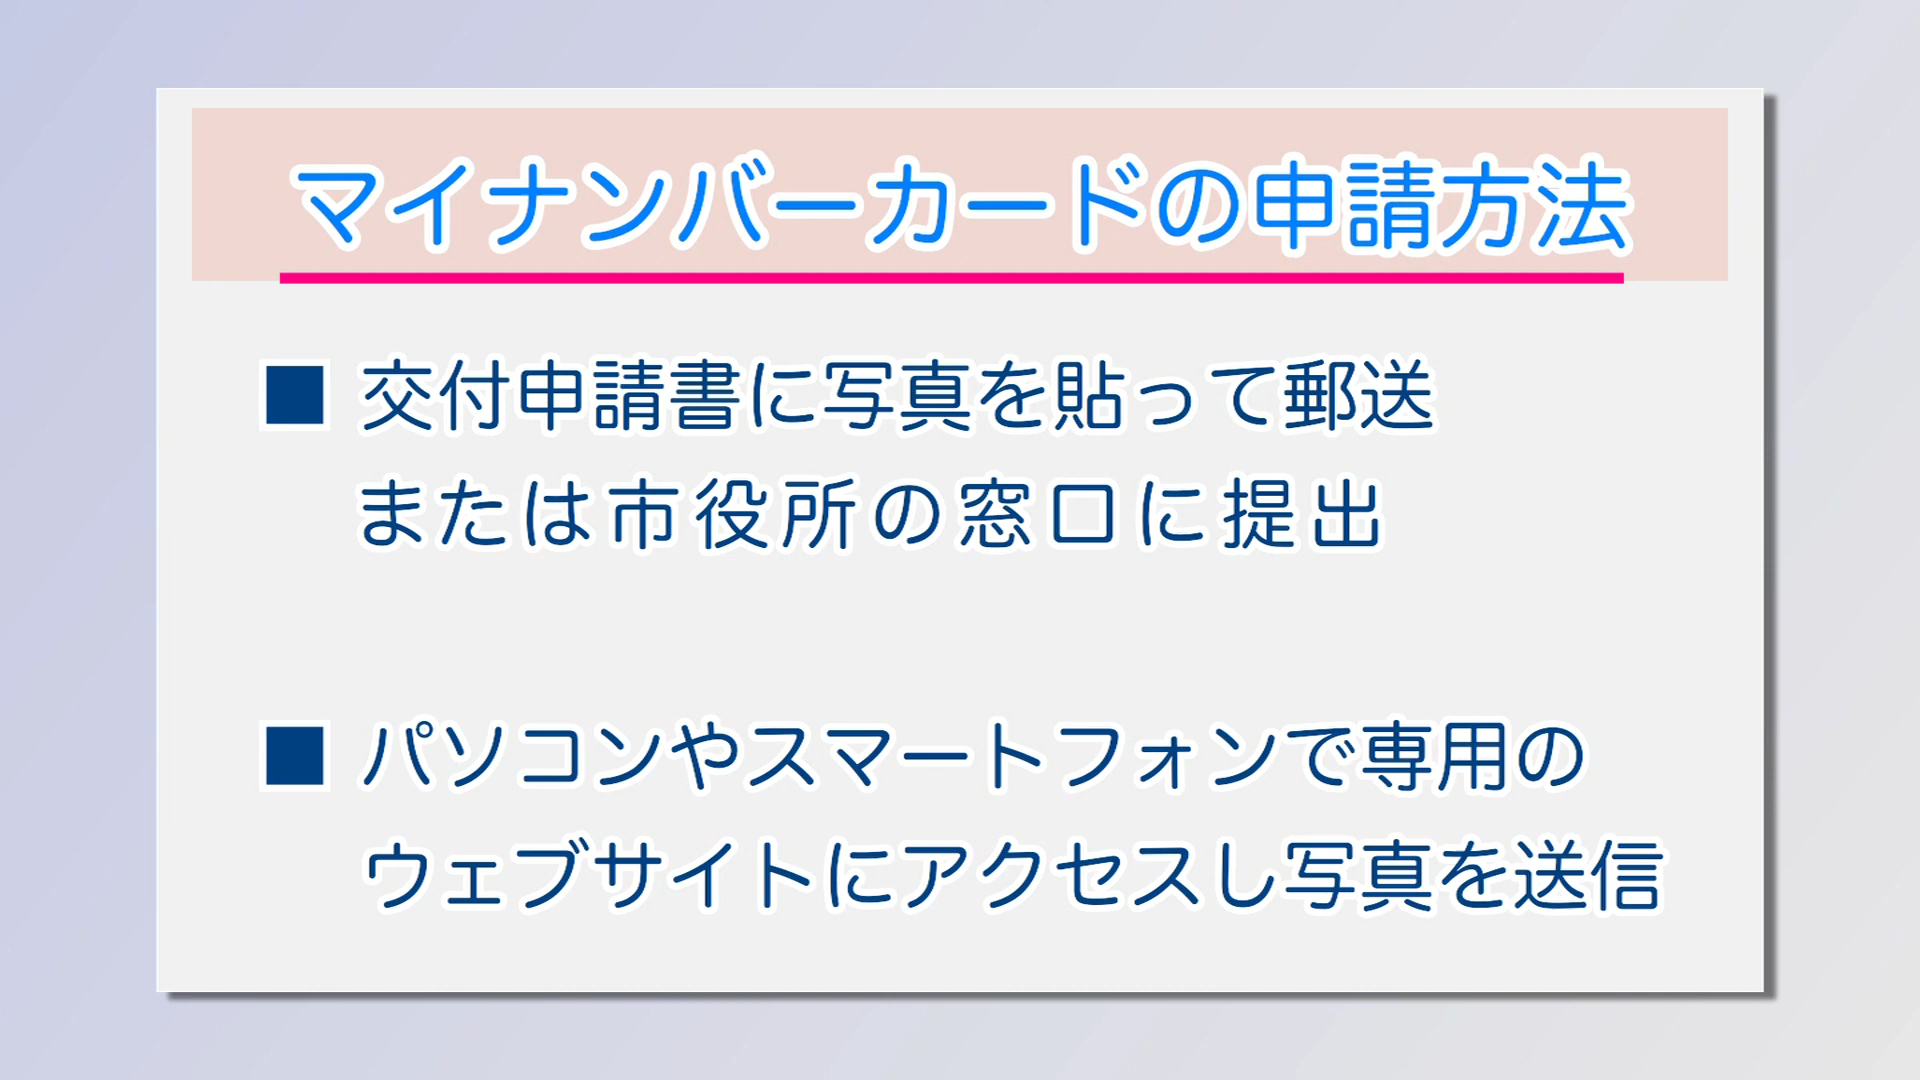 マイナンバーカードの申請方法
■ 交付申請書に写真を貼って郵送
または市役所の窓口に提出
■ パソコンやスマートフォンで専用の
ウェブサイトにアクセスし写真を送信